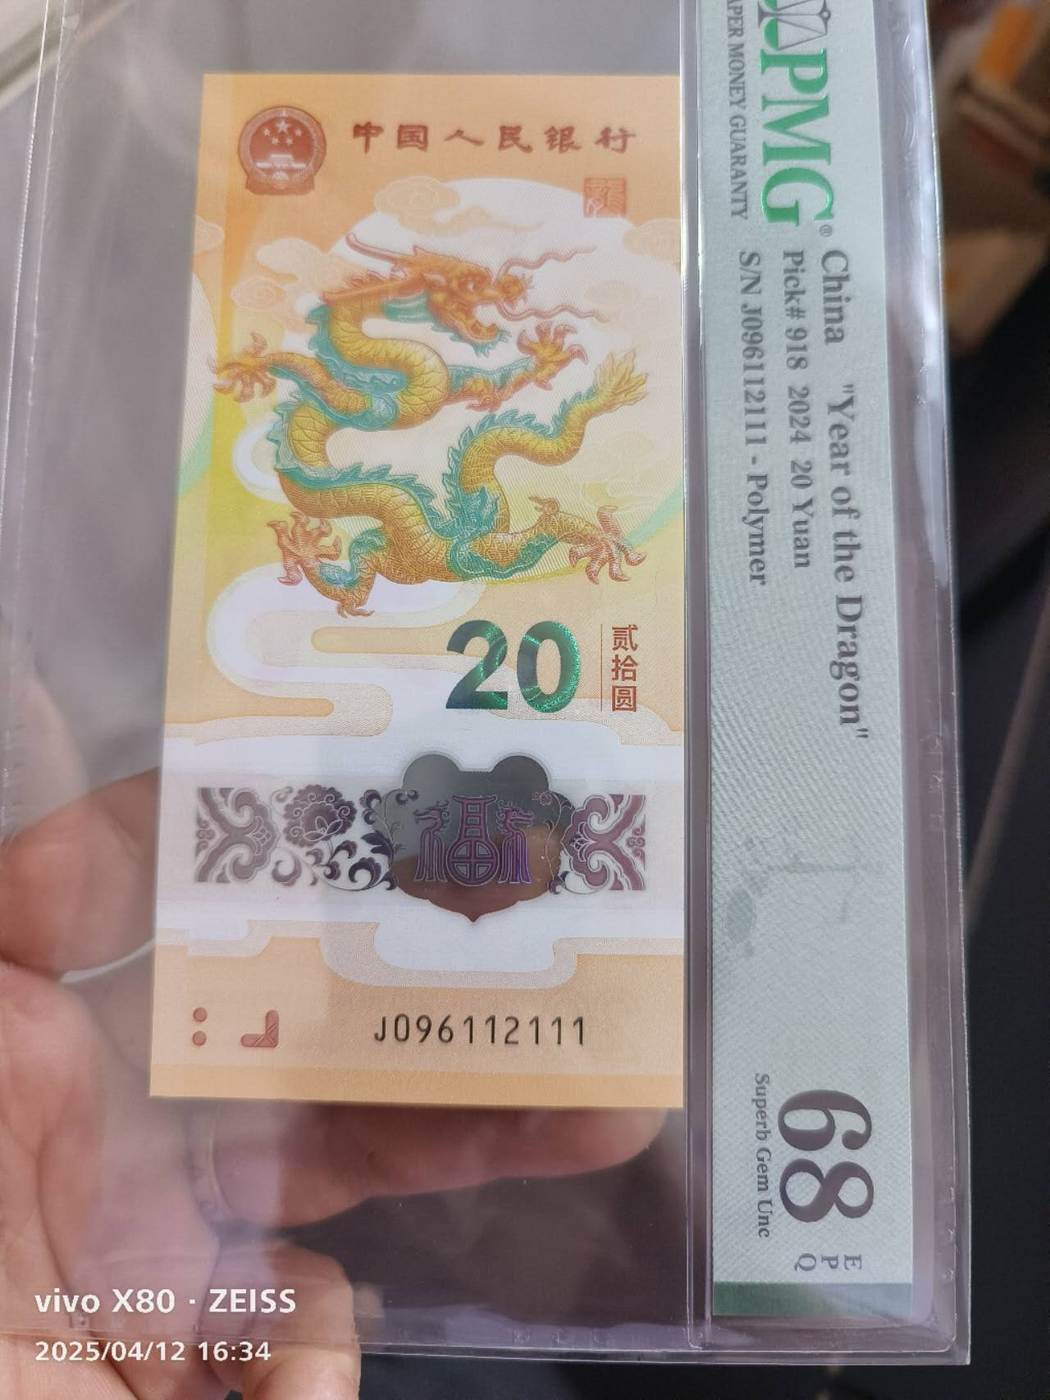 中国人民银行
龍
20 贰拾圆
福
J096112111
PMG®
PAPER MONEY GUARANTY
China "Year of the Dragon"
Pick# 918 2024 20 Yuan
S/N J096112111 - Polymer
68 EPQ
Superb Gem Unc
vivo X80 · ZEISS
2025/04/12 16:34